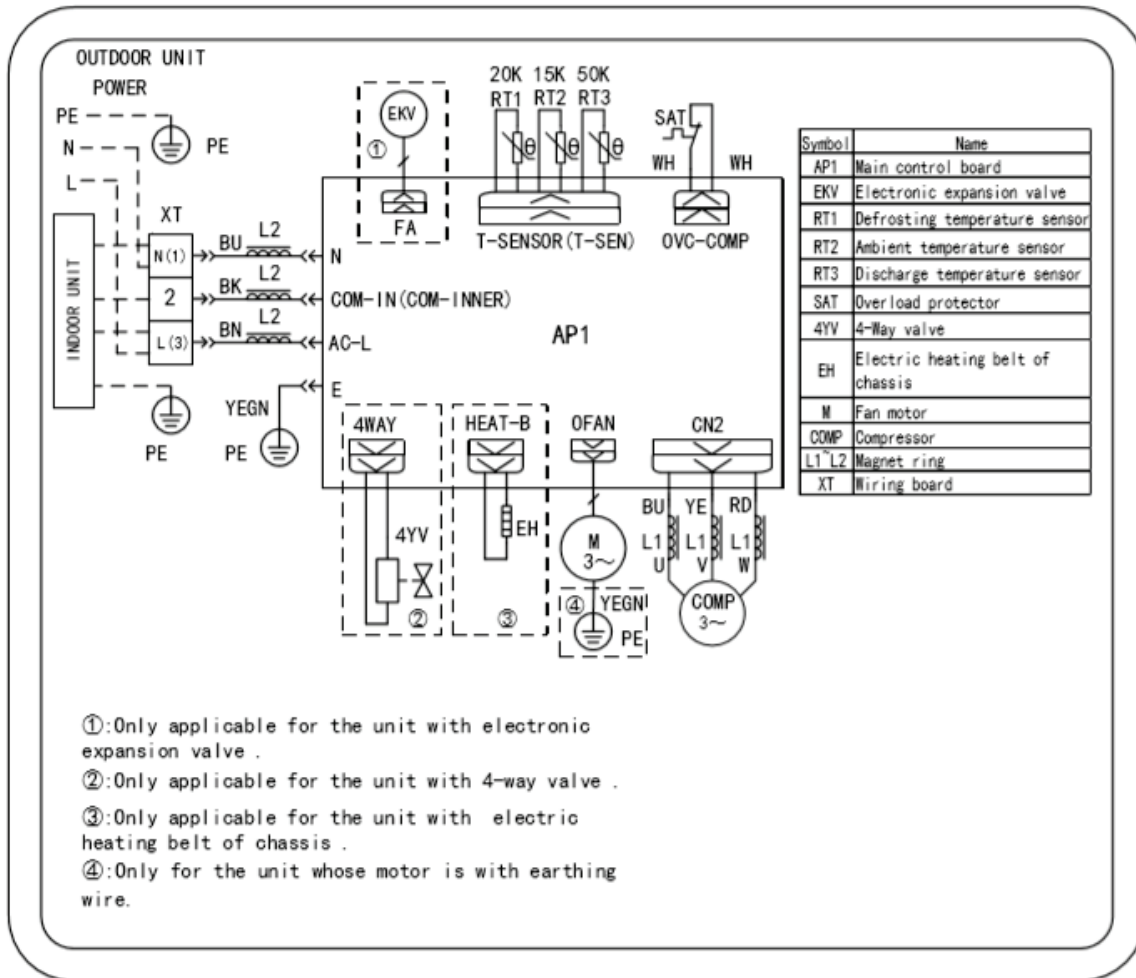 OUTDOOR UNIT
POWER
PE
PE
N
L
XT
INDOOR UNIT
N(1)
2
L(3)
BU
L2
N
BK
L2
COM-IN(COM-INNER)
BN
L2
AC-L
E
YEGN
PE
PE
EKV
①
FA
20K 15K 50K
RT1 RT2 RT3
θ θ θ
T-SENSOR(T-SEN)
SAT
WH WH
OVC-COMP
AP1
4WAY
4YV
②
HEAT-B
EH
③
OFAN
M
3~
④ YEGN
PE
CN2
BU YE RD
L1 L1 L1
U V W
COMP
3~
Symbol Name
AP1 Main control board
EKV Electronic expansion valve
RT1 Defrosting temperature sensor
RT2 Ambient temperature sensor
RT3 Discharge temperature sensor
SAT Overload protector
4YV 4-Way valve
EH Electric heating belt of
chassis
M Fan motor
COMP Compressor
L1~L2 Magnet ring
XT Wiring board
①:Only applicable for the unit with electronic
expansion valve .
②:Only applicable for the unit with 4-way valve .
③:Only applicable for the unit with electric
heating belt of chassis .
④:Only for the unit whose motor is with earthing
wire.